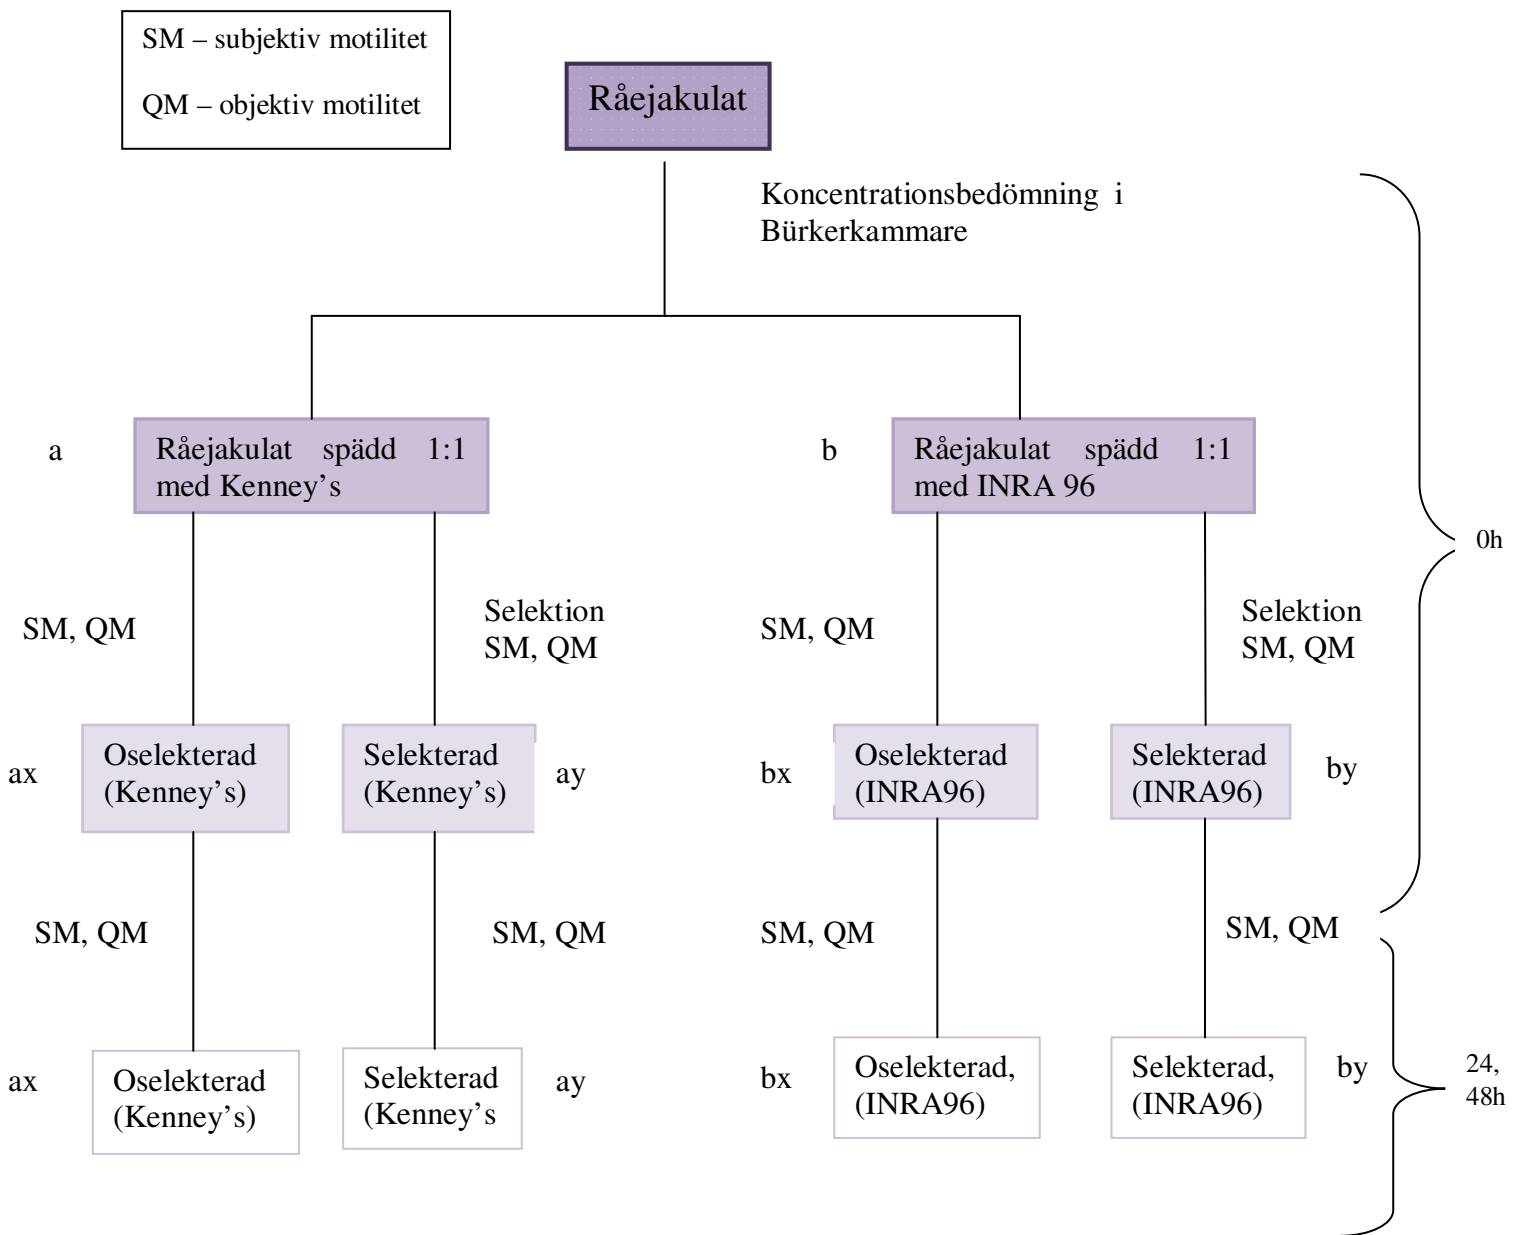 SM – subjektiv motilitet
QM – objektiv motilitet
Råejakulat
Koncentrationsbedömning i
Bürkerkammare
a
Råejakulat spädd 1:1
med Kenney’s
b
Råejakulat spädd 1:1
med INRA 96
0h
SM, QM
Selektion
SM, QM
SM, QM
Selektion
SM, QM
ax
Oselekterad
(Kenney’s)
Selekterad
(Kenney’s)
ay
bx
Oselekterad
(INRA96)
Selekterad
(INRA96)
by
SM, QM
SM, QM
SM, QM
SM, QM
ax
Oselekterad
(Kenney’s)
Selekterad
(Kenney’s
ay
bx
Oselekterad,
(INRA96)
Selekterad,
(INRA96)
by
24,
48h